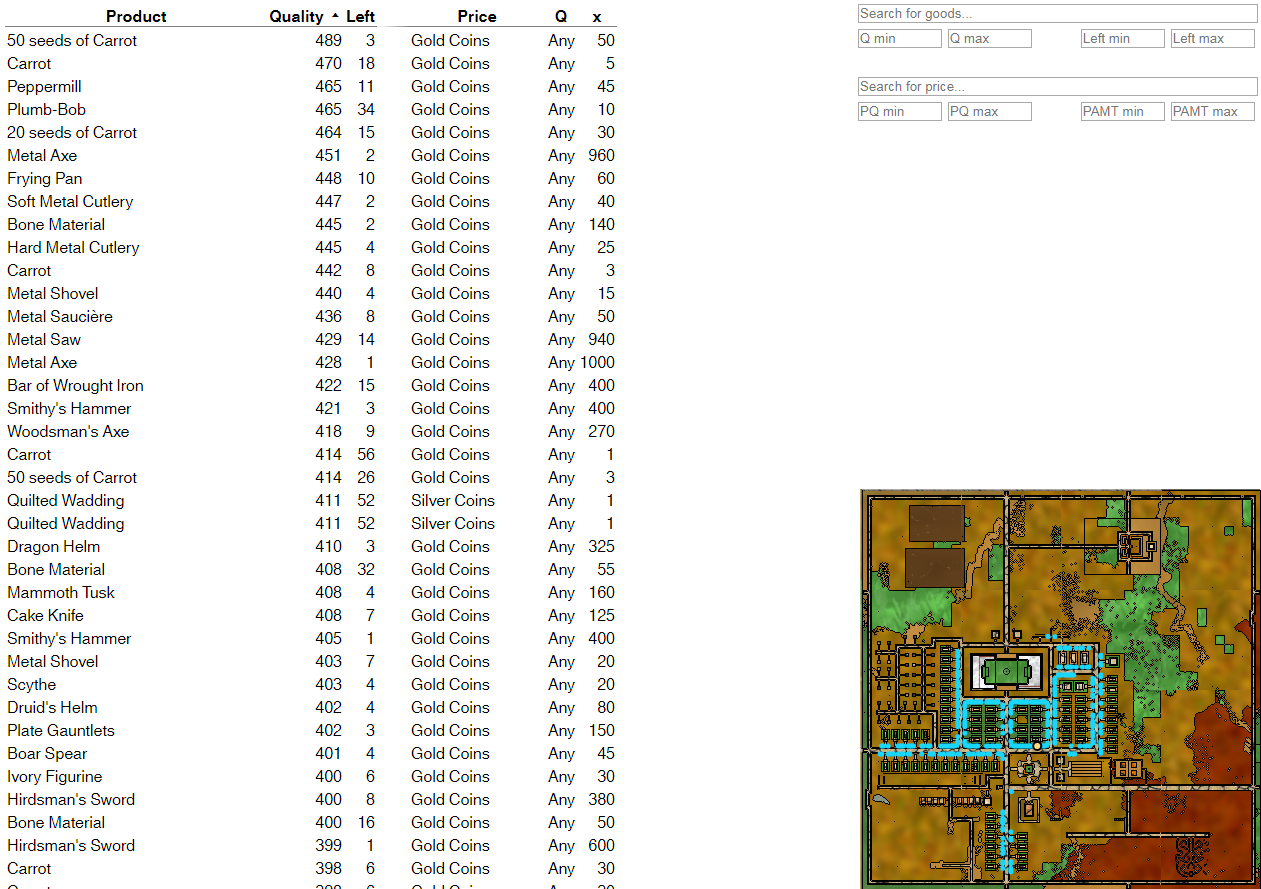 Product Quality Left Price Q x
50 seeds of Carrot 489 3 Gold Coins Any 50
Carrot 470 18 Gold Coins Any 5
Peppermill 465 11 Gold Coins Any 45
Plumb-Bob 465 34 Gold Coins Any 10
20 seeds of Carrot 464 15 Gold Coins Any 30
Metal Axe 451 2 Gold Coins Any 960
Frying Pan 448 10 Gold Coins Any 60
Soft Metal Cutlery 447 2 Gold Coins Any 40
Bone Material 445 2 Gold Coins Any 140
Hard Metal Cutlery 445 4 Gold Coins Any 25
Carrot 442 8 Gold Coins Any 3
Metal Shovel 440 4 Gold Coins Any 15
Metal Saucière 436 8 Gold Coins Any 50
Metal Saw 429 14 Gold Coins Any 940
Metal Axe 428 1 Gold Coins Any 1000
Bar of Wrought Iron 422 15 Gold Coins Any 400
Smithy's Hammer 421 3 Gold Coins Any 400
Woodsman's Axe 418 9 Gold Coins Any 270
Carrot 414 56 Gold Coins Any 1
50 seeds of Carrot 414 26 Gold Coins Any 3
Quilted Wadding 411 52 Silver Coins Any 1
Quilted Wadding 411 52 Silver Coins Any 1
Dragon Helm 410 3 Gold Coins Any 325
Bone Material 408 32 Gold Coins Any 55
Mammoth Tusk 408 4 Gold Coins Any 160
Cake Knife 408 7 Gold Coins Any 125
Smithy's Hammer 405 1 Gold Coins Any 400
Metal Shovel 403 7 Gold Coins Any 20
Scythe 403 4 Gold Coins Any 20
Druid's Helm 402 4 Gold Coins Any 80
Plate Gauntlets 402 3 Gold Coins Any 150
Boar Spear 401 4 Gold Coins Any 45
Ivory Figurine 400 6 Gold Coins Any 30
Hirdsman's Sword 400 8 Gold Coins Any 380
Bone Material 400 16 Gold Coins Any 50
Hirdsman's Sword 399 1 Gold Coins Any 600
Carrot 398 6 Gold Coins Any 30
Search for goods...
Q min Q max Left min Left max
Search for price...
PQ min PQ max PAMT min PAMT max